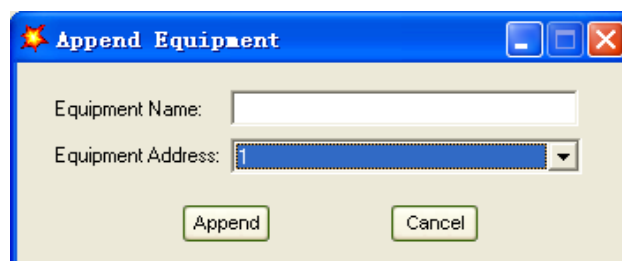 Append Equipment
Equipment Name:
Equipment Address: 1
Append Cancel